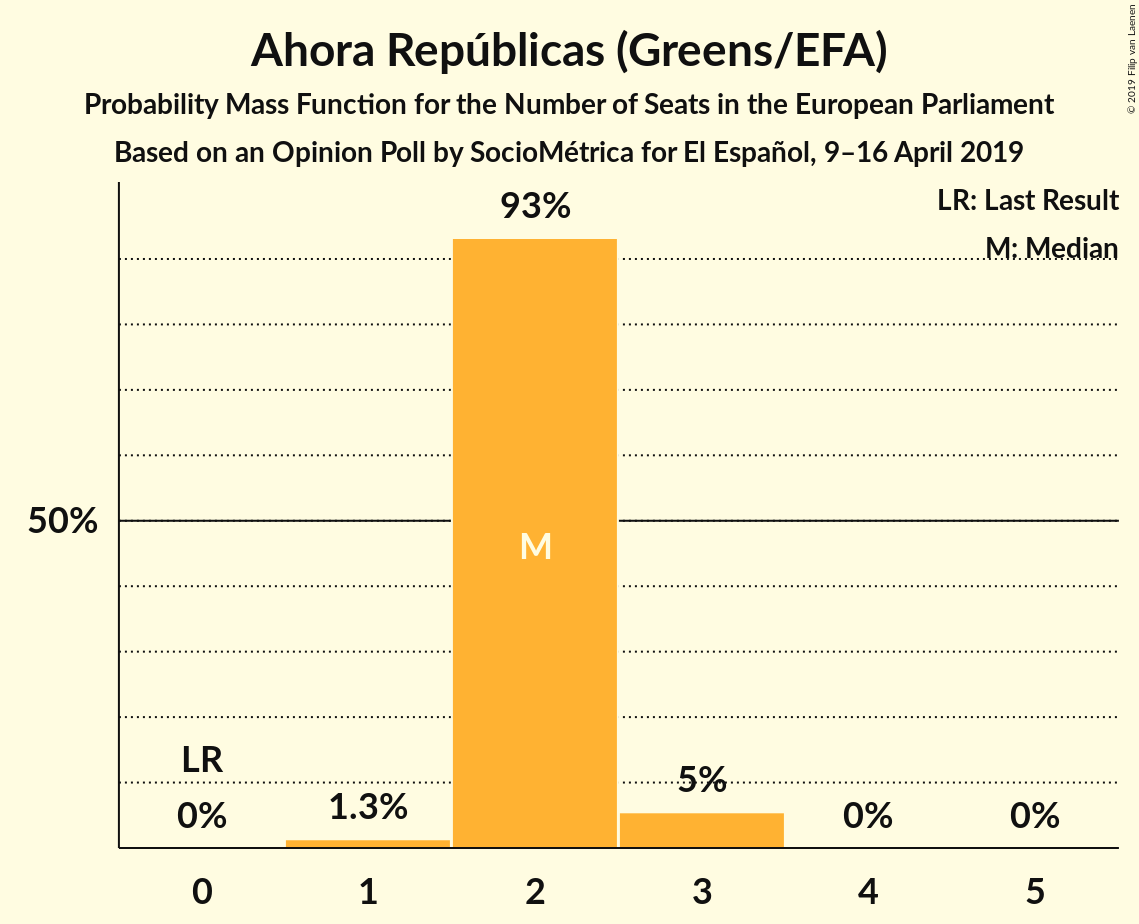 Ahora Repúblicas (Greens/EFA)
Probability Mass Function for the Number of Seats in the European Parliament
Based on an Opinion Poll by SocioMétrica for El Español, 9–16 April 2019
© 2019 Filip van Laenen
LR: Last Result
M: Median
93%
50%
M
LR
0%
1.3%
5%
0%
0%
0 1 2 3 4 5